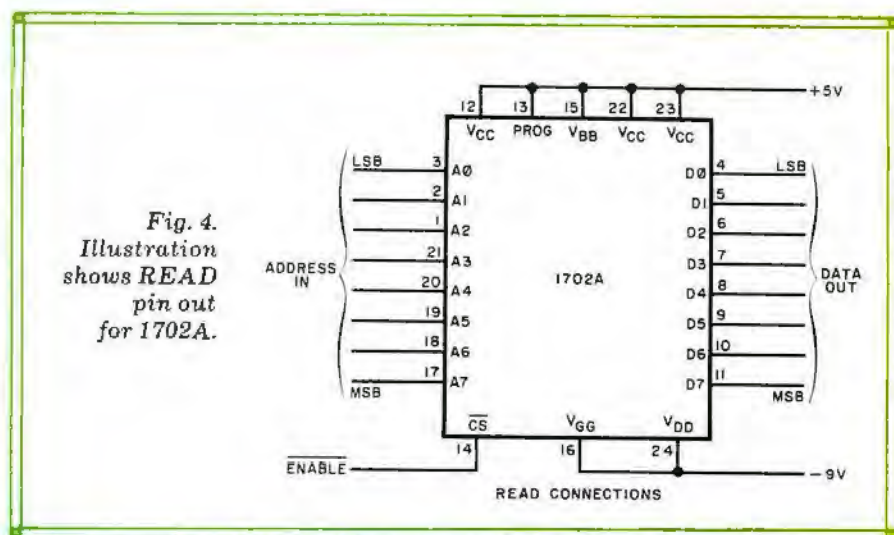 Fig. 4.
Illustration
shows READ
pin out
for 1702A.
+5V
12 13 15 22 23
VCC PROG VBB VCC VCC
LSB 3 A0
2 A1
1 A2
21 A3
20 A4
19 A5
18 A6
MSB 17 A7
ADDRESS
IN
1702A
D0 4 LSB
D1 5
D2 6
D3 7
D4 8
D5 9
D6 10
D7 11 MSB
DATA
OUT
CS VGG VDD
ENABLE 14 16 24 -9V
READ CONNECTIONS